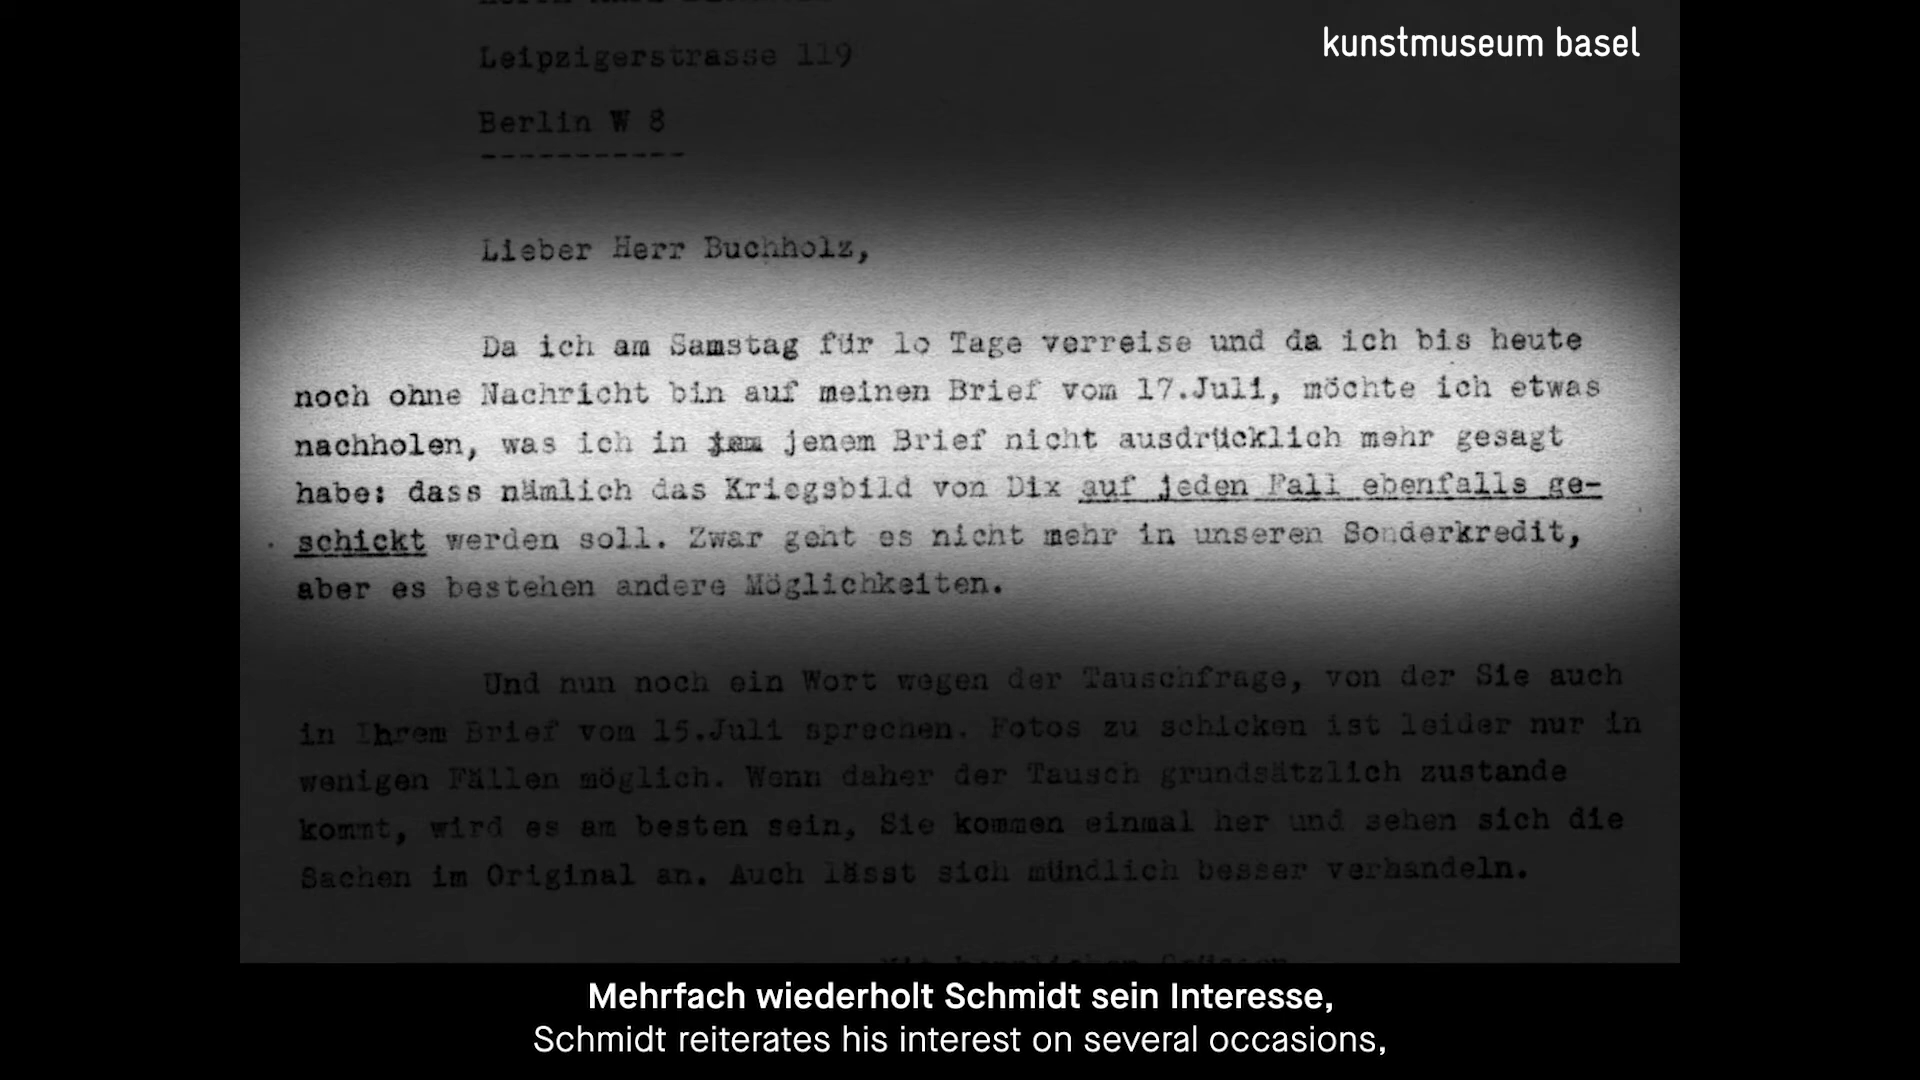 kunstmuseum basel
Leipzigerstrasse 119
Berlin W 8
-----------
Lieber Herr Buchholz,
Da ich am Samstag für lo Tage verreise und da ich bis heute
noch ohne Nachricht bin auf meinen Brief vom 17.Juli, möchte ich etwas
nachholen, was ich in jenem Brief nicht ausdrücklich mehr gesagt
habe: dass nämlich das Kriegsbild von Dix auf jeden Fall ebenfalls ge-
schickt werden soll. Zwar geht es nicht mehr in unseren Sonderkredit,
aber es bestehen andere Möglichkeiten.
Und nun noch ein Wort wegen der Tauschfrage, von der Sie auch
in Ihrem Brief vom 15.Juli sprechen. Fotos zu schicken ist leider nur in
wenigen Fällen möglich. Wenn daher der Tausch grundsätzlich zustande
kommt, wird es am besten sein, Sie kommen einmal her und sehen sich die
Sachen im Original an. Auch lässt sich mündlich besser verhandeln.
Mehrfach wiederholt Schmidt sein Interesse,
Schmidt reiterates his interest on several occasions,